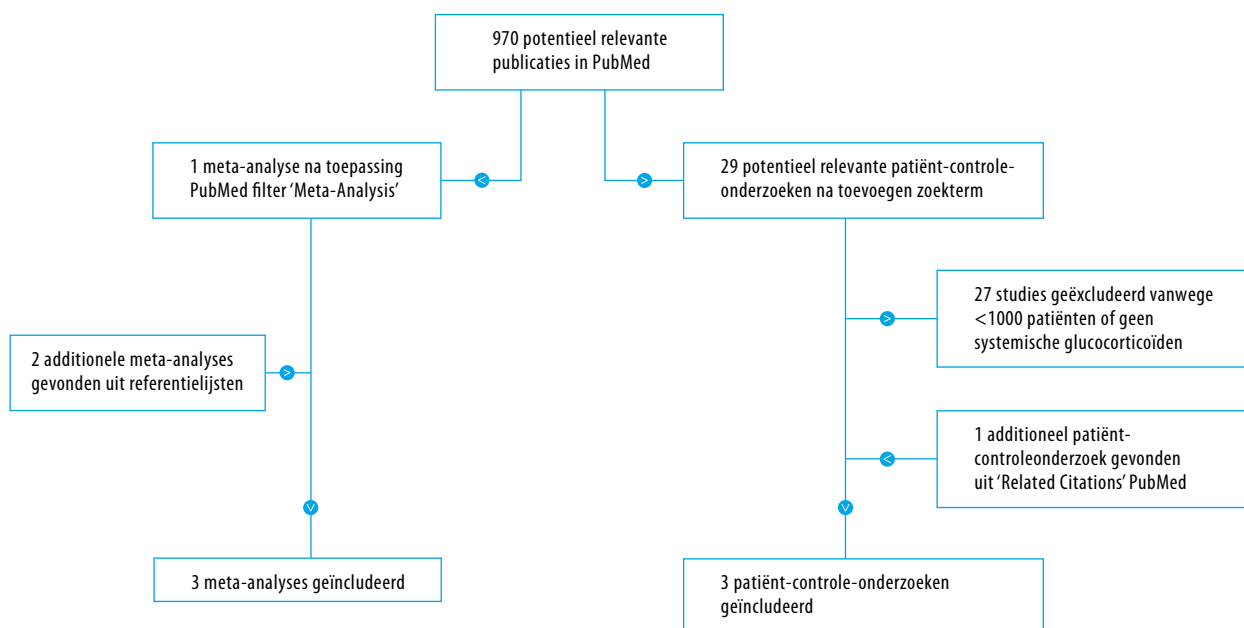 970 potentieel relevante
publicaties in PubMed
1 meta-analyse na toepassing
PubMed filter ‘Meta-Analysis’
29 potentieel relevante patiënt-controle-
onderzoeken na toevoegen zoekterm
27 studies geëxcludeerd vanwege
<1000 patiënten of geen
systemische glucocorticoïden
2 additionele meta-analyses
gevonden uit referentielijsten
1 additioneel patiënt-
controleonderzoek gevonden
uit ‘Related Citations’ PubMed
3 meta-analyses geïncludeerd
3 patiënt-controle-onderzoeken
geïncludeerd